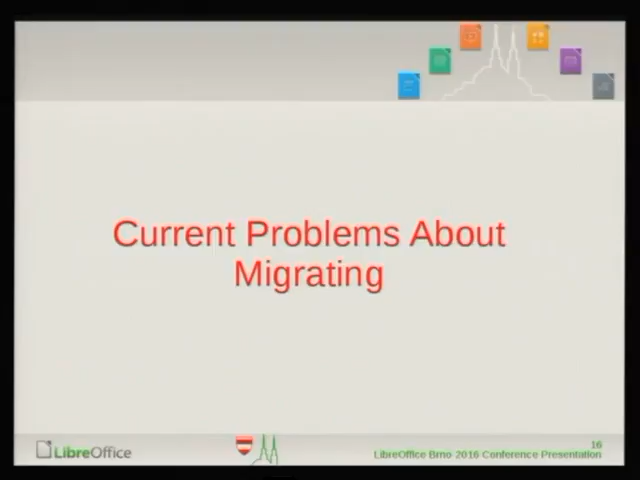 Current Problems About
Migrating
LibreOffice
16
LibreOffice Brno 2016 Conference Presentation